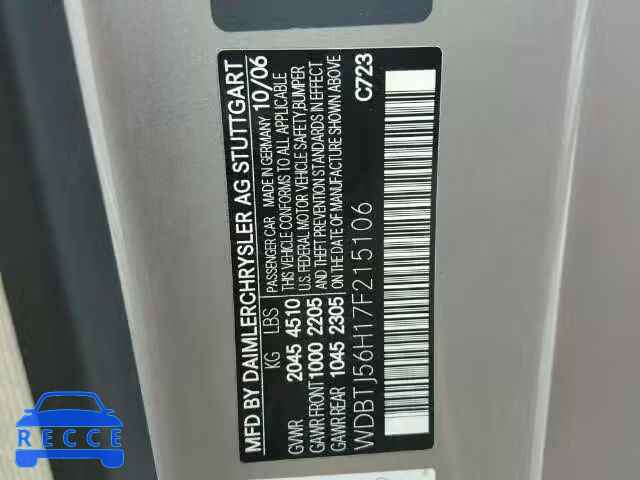 MFD BY DAIMLERCHRYSLER AG STUTTGART
PASSENGER CAR MADE IN GERMANY 10/06
THIS VEHICLE CONFORMS TO ALL APPLICABLE
U.S. FEDERAL MOTOR VEHICLE SAFETY BUMPER
AND THEFT PREVENTION STANDARDS IN EFFECT
ON THE DATE OF MANUFACTURE SHOWN ABOVE
KG LBS
GVWR 2045 4510
GAWR FRONT 1000 2205
GAWR REAR 1045 2305
C723
WDBTJ56H17F215106
RECCE